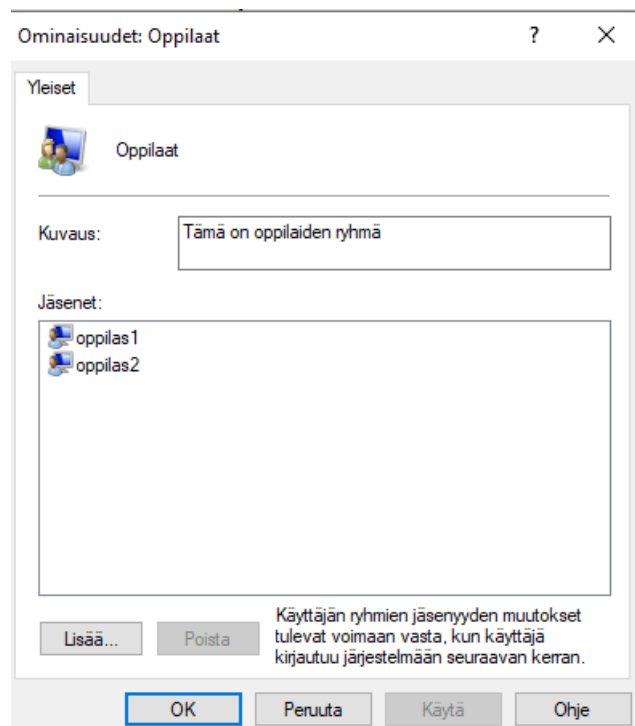 Ominaisuudet: Oppilaat
Yleiset
Oppilaat
Kuvaus:
Tämä on oppilaiden ryhmä
Jäsenet:
oppilas1
oppilas2
Käyttäjän ryhmien jäsenyyden muutokset
tulevat voimaan vasta, kun käyttäjä
kirjautuu järjestelmään seuraavan kerran.
Lisää...
Poista
OK
Peruuta
Käytä
Ohje